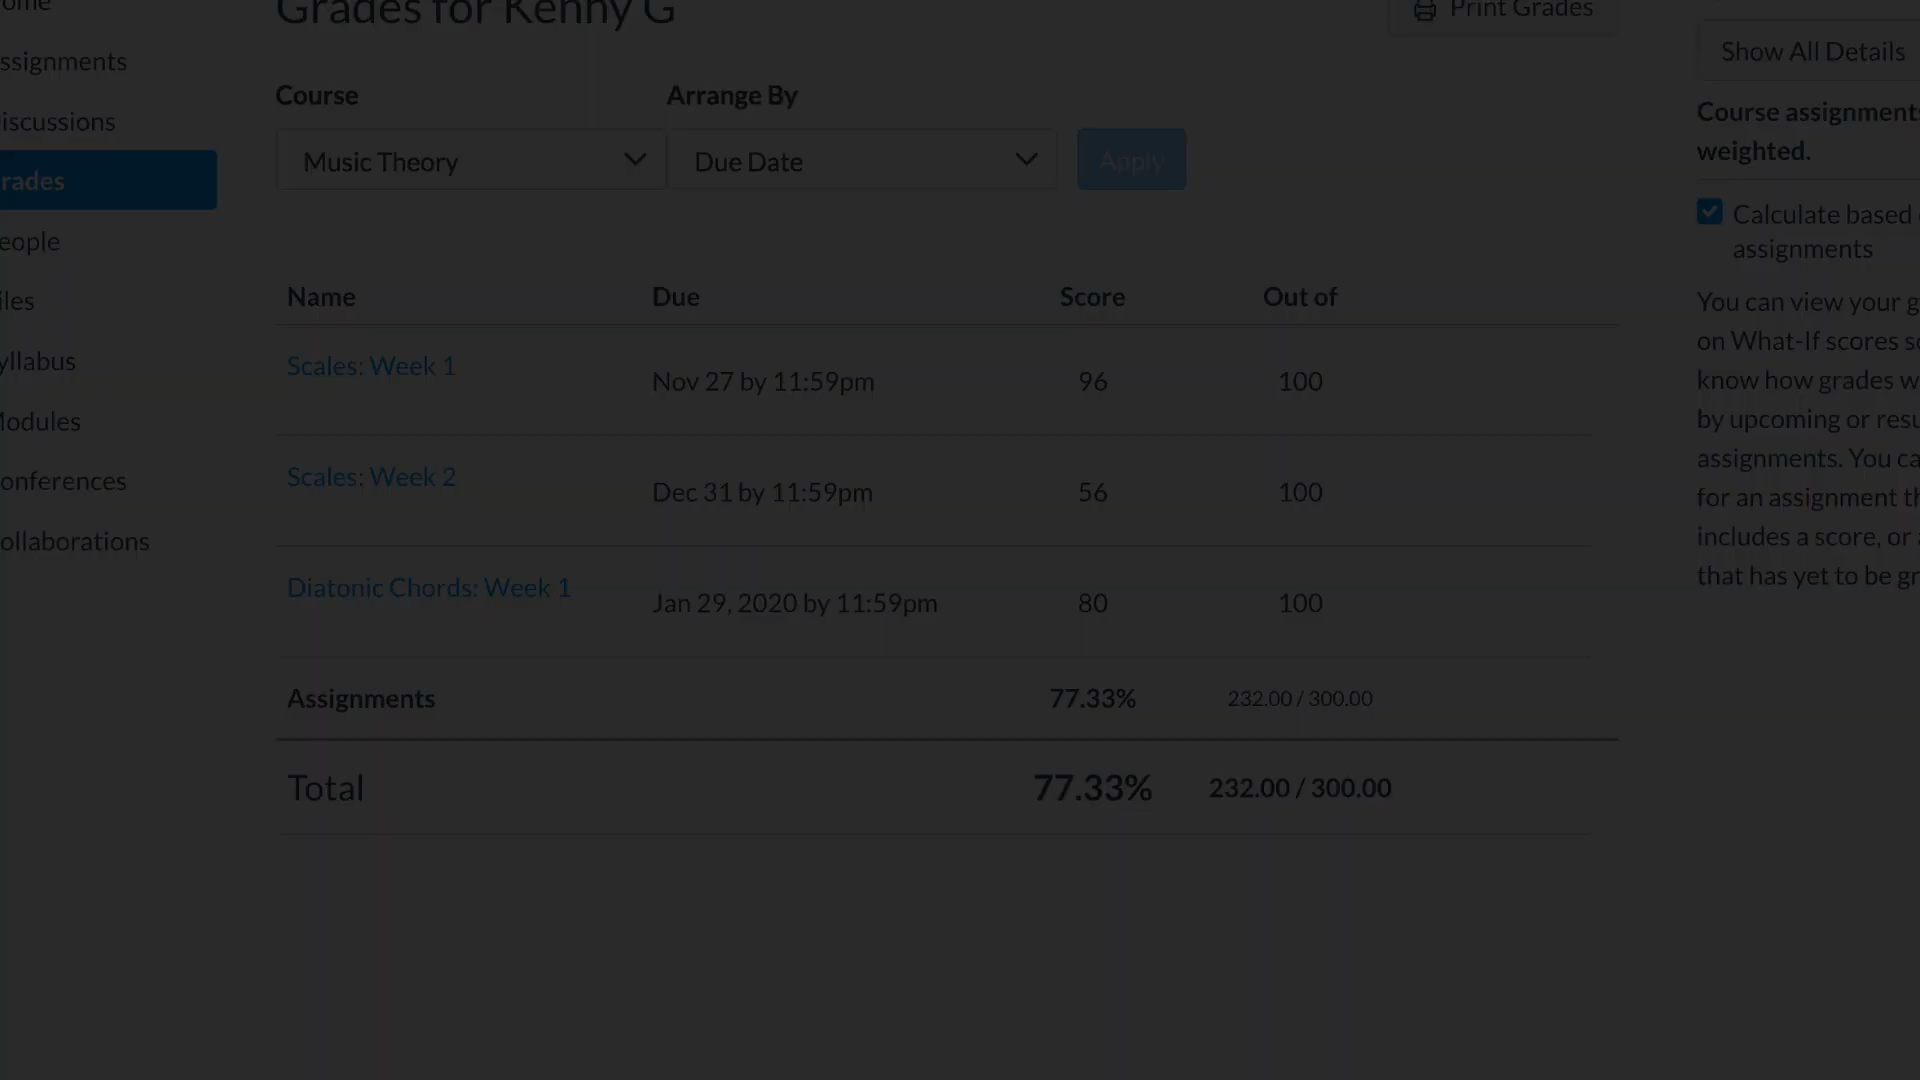 Grades for Kenny G
Print Grades
ome
ssignments
iscussions
rades
eople
iles
yllabus
Modules
onferences
ollaborations
Course
Arrange By
Music Theory
Due Date
Apply
Name Due Score Out of
Scales: Week 1 Nov 27 by 11:59pm 96 100
Scales: Week 2 Dec 31 by 11:59pm 56 100
Diatonic Chords: Week 1 Jan 29, 2020 by 11:59pm 80 100
Assignments 77.33% 232.00 / 300.00
Total 77.33% 232.00 / 300.00
Show All Details
Course assignments
weighted.
Calculate based
assignments
You can view your g
on What-If scores so
know how grades w
by upcoming or resu
assignments. You ca
for an assignment th
includes a score, or
that has yet to be gr